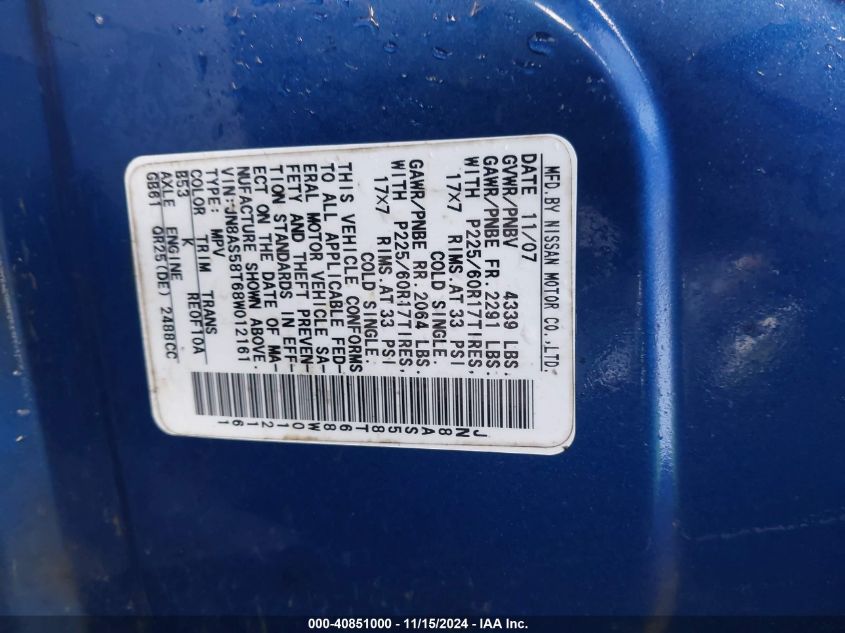 MFD.BY NISSAN MOTOR CO.,LTD.
DATE 11/07
GVWR/PNBV 4339 LBS.
GAWR/PNBE FR.2291 LBS.
WITH P225/60R17TIRES,
17X7 RIMS.AT 33 PSI
COLD SINGLE.
GAWR/PNBE RR.2064 LBS.
WITH P225/60R17TIRES,
17X7 RIMS.AT 33 PSI
COLD SINGLE.
THIS VEHICLE CONFORMS
TO ALL APPLICABLE FED-
ERAL MOTOR VEHICLE SA-
FETY AND THEFT PREVEN-
TION STANDARDS IN EFF-
ECT ON THE DATE OF MA-
NUFACTURE SHOWN ABOVE.
VIN:JN8AS58T68W012161
TYPE: MPV
COLOR TRIM TRANS
B53 K RE0F10A
AXLE ENGINE
GB61 QR25(DE) 2488CC
JN8AS58T68W012161
000-40851000 - 11/15/2024 - IAA Inc.